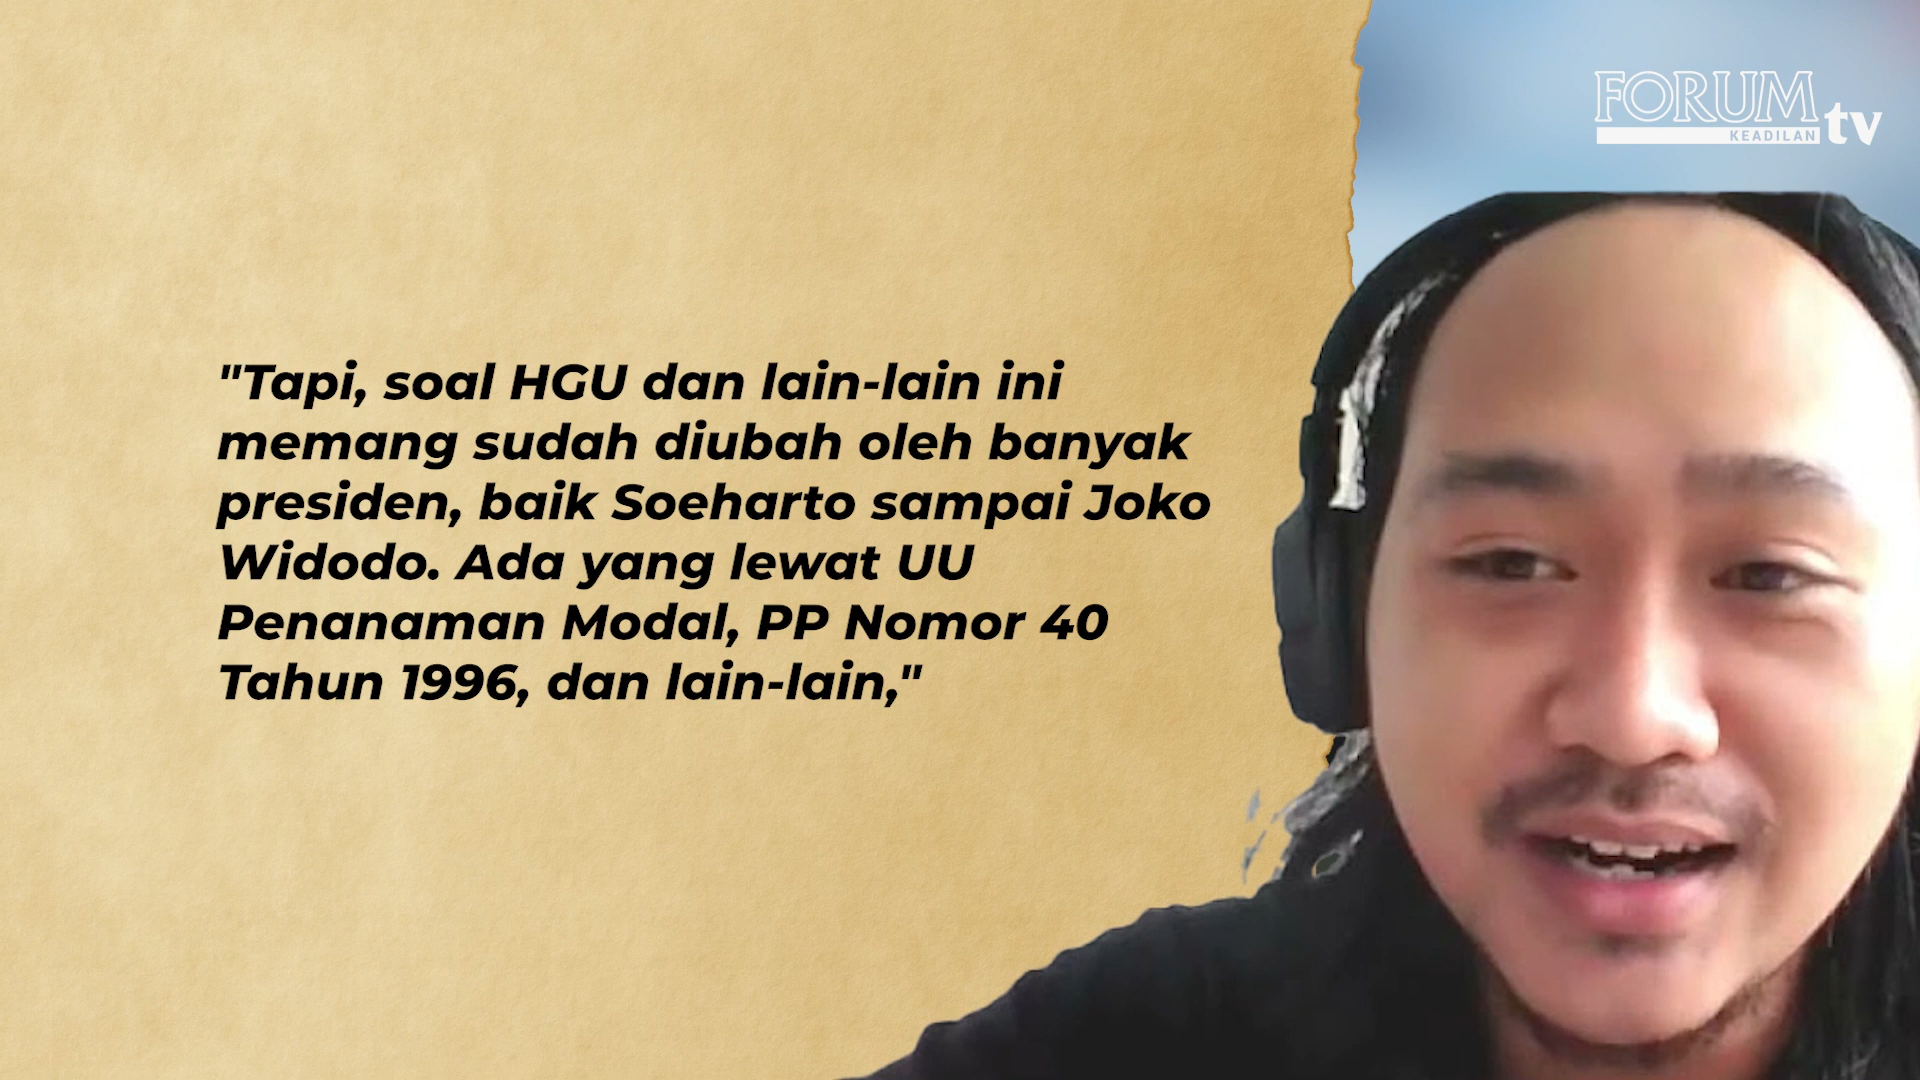 FORUM
KEADILAN
tv
"Tapi, soal HGU dan lain-lain ini
memang sudah diubah oleh banyak
presiden, baik Soeharto sampai Joko
Widodo. Ada yang lewat UU
Penanaman Modal, PP Nomor 40
Tahun 1996, dan lain-lain,"